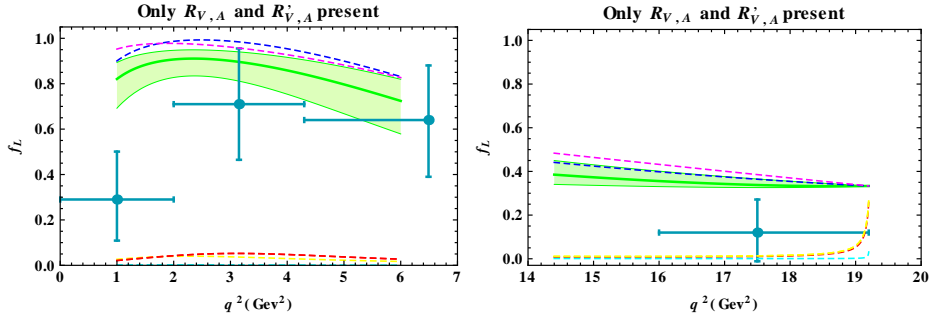 Only R_{V,A} and R'_{V,A} present
1.0
0.8
0.6
0.4
0.2
0.0
f_L
0 1 2 3 4 5 6 7
q^2 (Gev^2)
Only R_{V,A} and R'_{V,A} present
1.0
0.8
0.6
0.4
0.2
0.0
f_L
14 15 16 17 18 19 20
q^2 (Gev^2)